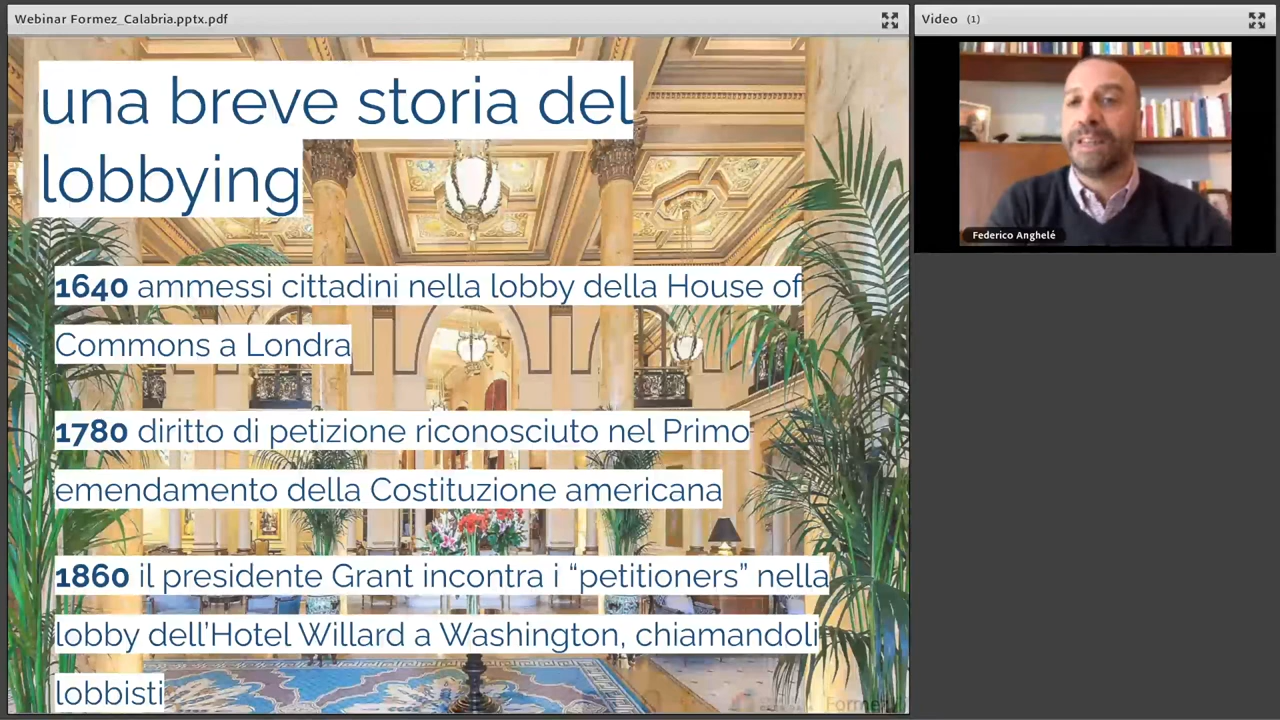 Webinar Formez_Calabria.pptx.pdf
una breve storia del
lobbying
1640 ammessi cittadini nella lobby della House of
Commons a Londra
1780 diritto di petizione riconosciuto nel Primo
emendamento della Costituzione americana
1860 il presidente Grant incontra i “petitioners” nella
lobby dell’Hotel Willard a Washington, chiamandoli
lobbisti
Video (1)
Federico Anghelé